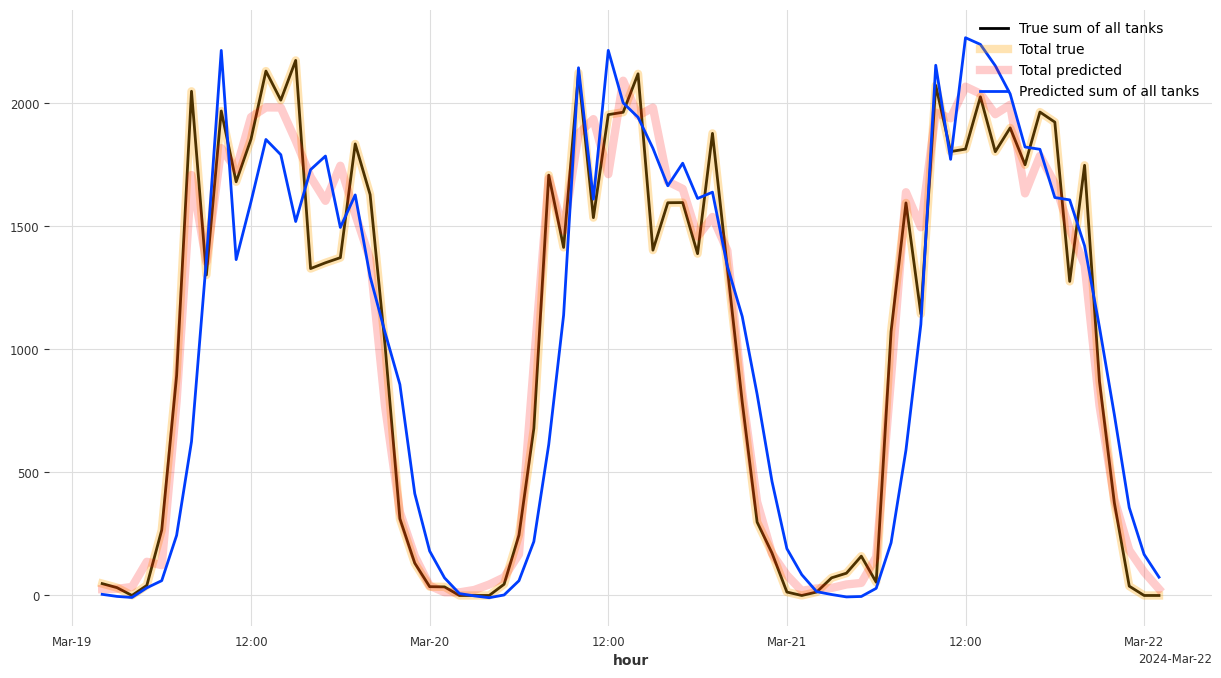 True sum of all tanks
Total true
Total predicted
Predicted sum of all tanks
2000
1500
1000
500
0
Mar-19 12:00 Mar-20 12:00 Mar-21 12:00 Mar-22
hour
2024-Mar-22